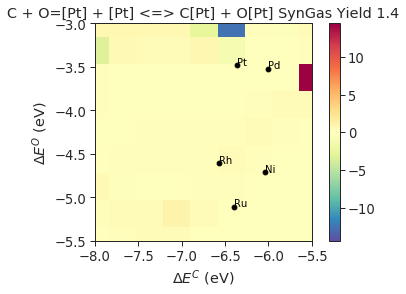 C + O=[Pt] + [Pt] <=> C[Pt] + O[Pt] SynGas Yield 1.4
−3.0
−3.5
−4.0
−4.5
−5.0
−5.5
ΔE^O (eV)
Pt
Pd
Rh
Ni
Ru
−8.0 −7.5 −7.0 −6.5 −6.0 −5.5
ΔE^C (eV)
10
5
0
−5
−10